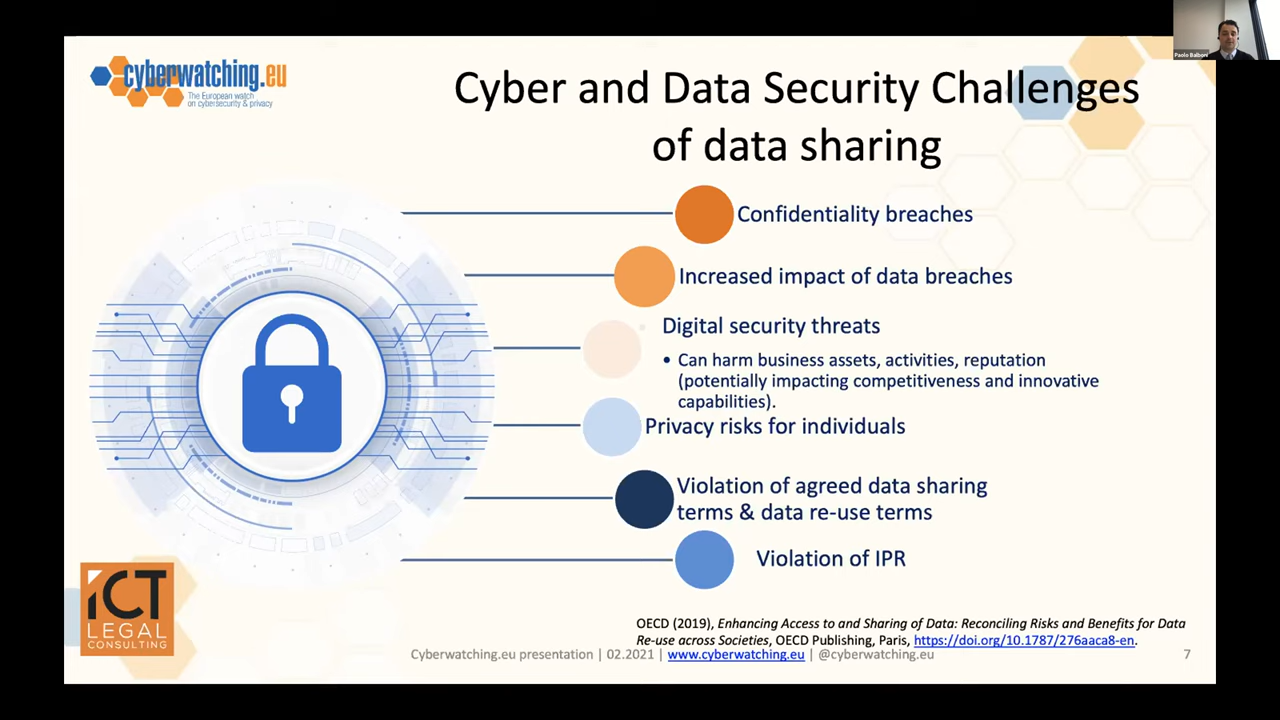 cyberwatching.eu
The European watch
on cybersecurity & privacy
Cyber and Data Security Challenges
of data sharing
Confidentiality breaches
Increased impact of data breaches
Digital security threats
• Can harm business assets, activities, reputation
(potentially impacting competitiveness and innovative
capabilities).
Privacy risks for individuals
Violation of agreed data sharing
terms & data re-use terms
Violation of IPR
iCT
LEGAL
CONSULTING
OECD (2019), Enhancing Access to and Sharing of Data: Reconciling Risks and Benefits for Data
Re-use across Societies, OECD Publishing, Paris, https://doi.org/10.1787/276aaca8-en.
Cyberwatching.eu presentation | 02.2021 | www.cyberwatching.eu | @cyberwatching.eu
7
Paolo Balboni